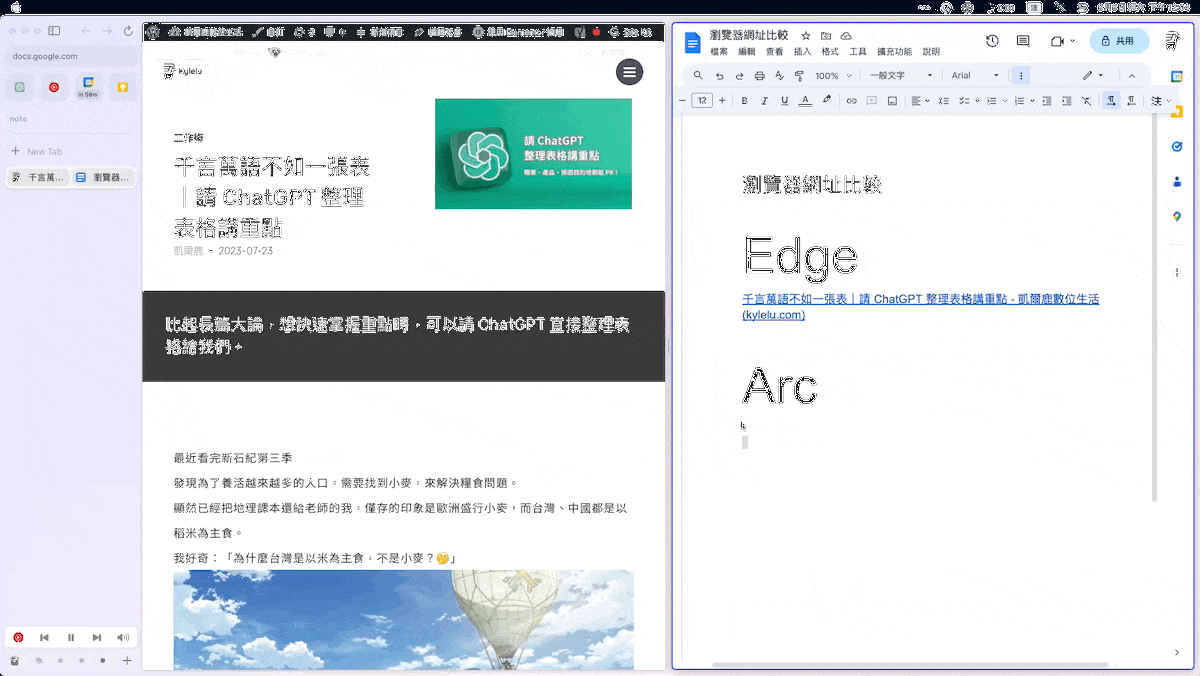 docs.google.com
in 56m
note
New Tab
千言萬...
瀏覽器...
Kylelu
工作術
千言萬語不如一張表
｜請 ChatGPT 整理
表格講重點
凱爾鹿 • 2023-07-23
請 ChatGPT
整理表格講重點
比起長篇大論，想快速掌握重點嗎，可以請 ChatGPT 直接整理表
格給我們。
最近看完新石紀第三季
發現為了養活越來越多的人口，需要找到小麥，來解決糧食問題。
顯然已經把地理課本還給老師的我，僅存的印象是歐洲盛行小麥，而台灣、中國都是以
稻米為主食。
我好奇：「為什麼台灣是以米為主食，不是小麥？🤔」
瀏覽器網址比較
檔案 編輯 查看 插入 格式 工具 擴充功能 說明
共用
100% 一般文字 Arial
12 B I U A 注
瀏覽器網址比較
Edge
千言萬語不如一張表｜請 ChatGPT 整理表格講重點 - 凱爾鹿數位生活
(kylelu.com)
Arc